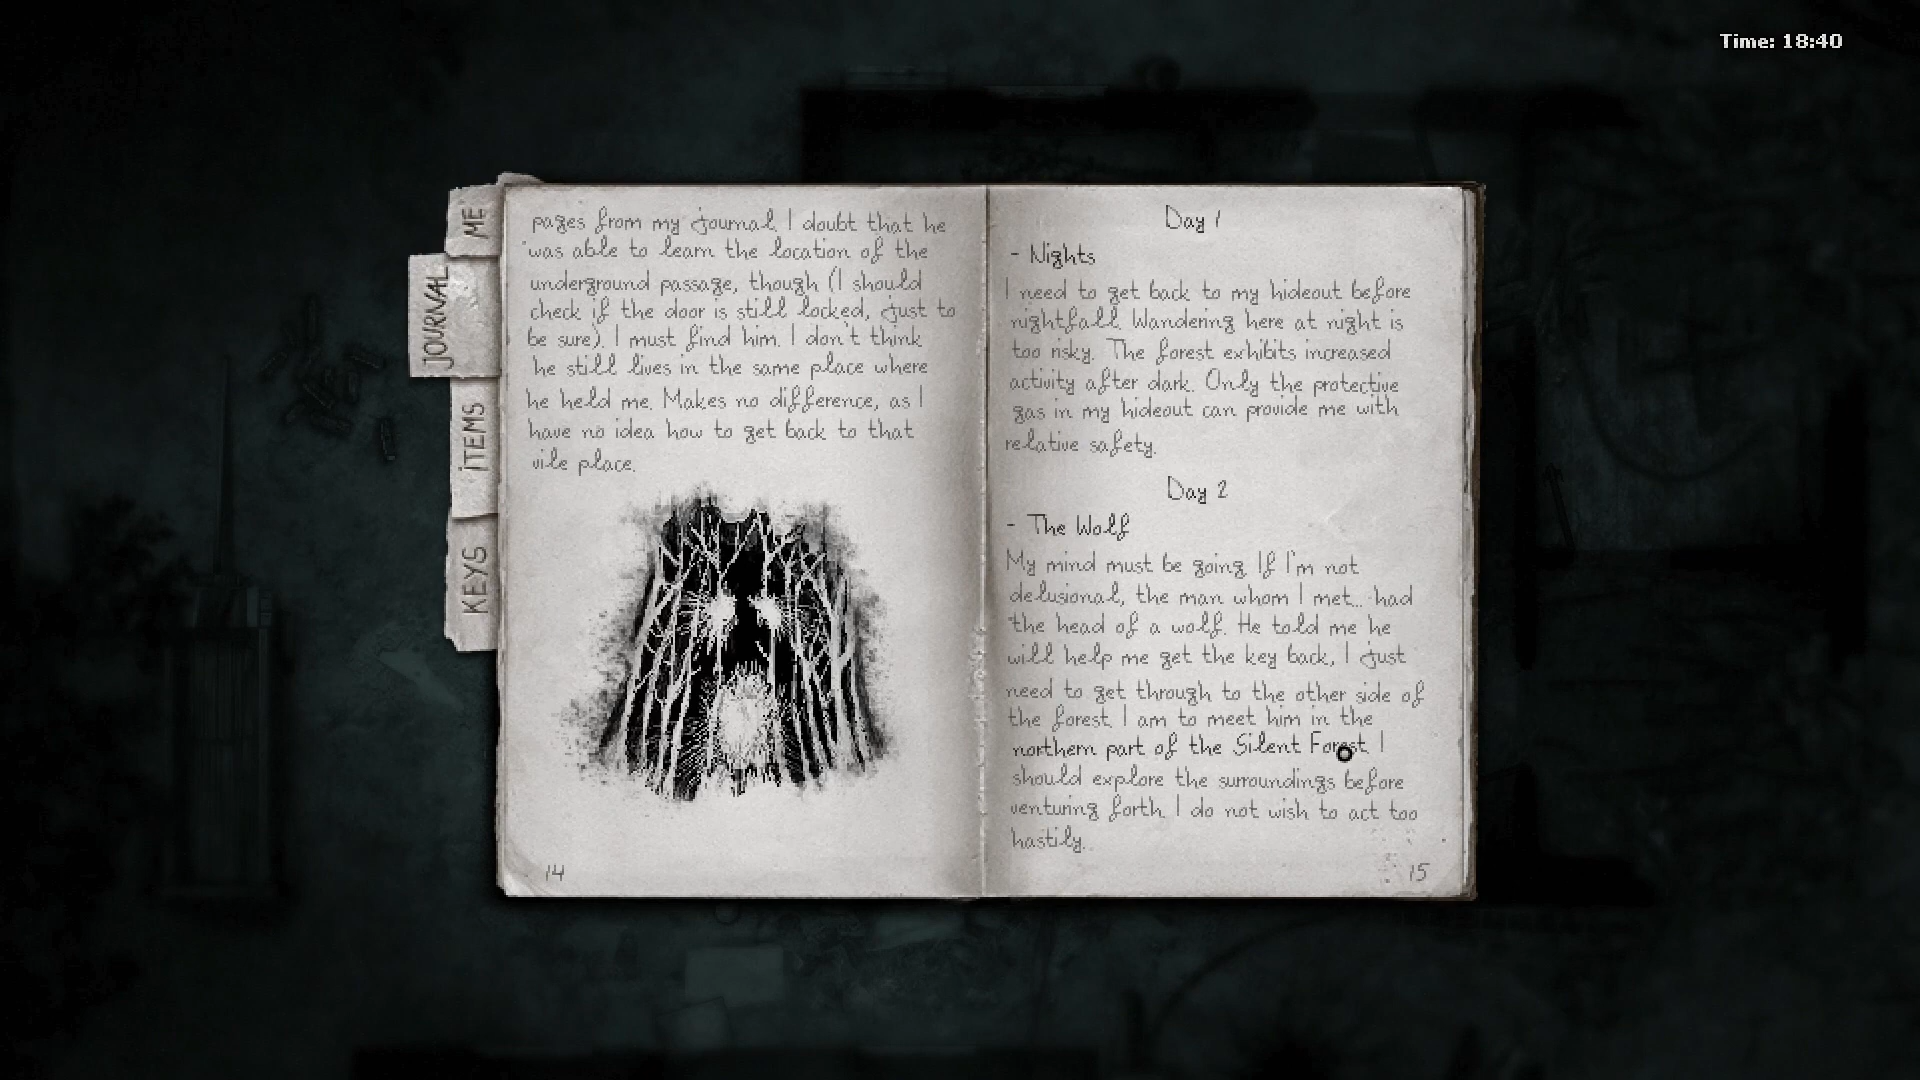 Time: 18:40
ME
JOURNAL
ITEMS
KEYS
pages from my journal. I doubt that he
was able to learn the location of the
underground passage, though (I should
check if the door is still locked, just to
be sure). I must find him. I don't think
he still lives in the same place where
he held me. Makes no difference, as I
have no idea how to get back to that
vile place.
14
Day 1
- Nights
I need to get back to my hideout before
nightfall. Wandering here at night is
too risky. The forest exhibits increased
activity after dark. Only the protective
gas in my hideout can provide me with
relative safety.
Day 2
- The Wolf
My mind must be going. If I'm not
delusional, the man whom I met... had
the head of a wolf. He told me he
will help me get the key back, I just
need to get through to the other side of
the forest. I am to meet him in the
northern part of the Silent Forest. I
should explore the surroundings before
venturing forth. I do not wish to act too
hastily.
15